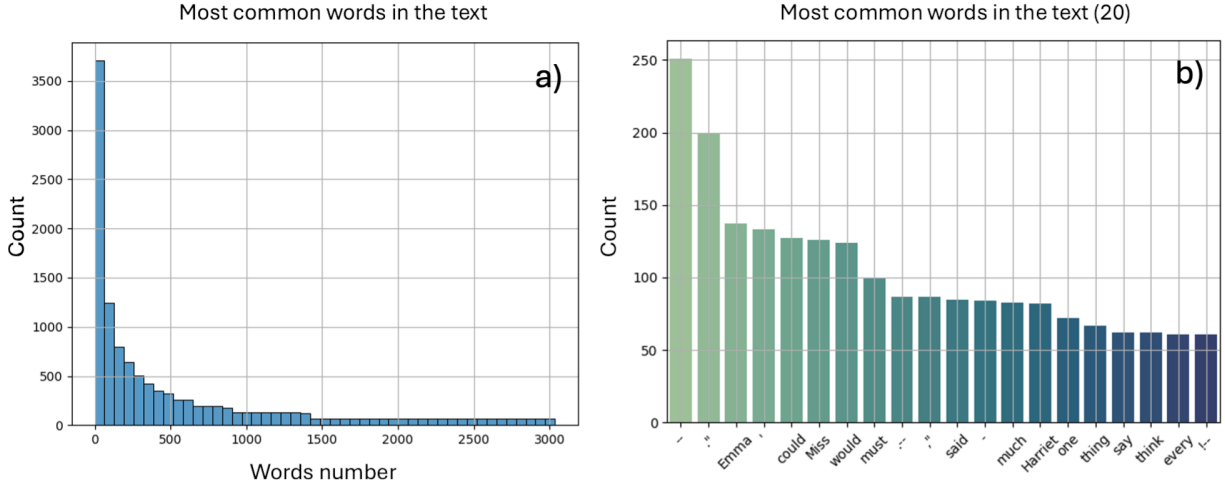 Most common words in the text
a)
3500
3000
2500
2000
1500
1000
500
0
Count
0 500 1000 1500 2000 2500 3000
Words number
Most common words in the text (20)
b)
250
200
150
100
50
0
Count
-- ." Emma , could Miss would must .-- ," said - much Harriet one thing say think every !--